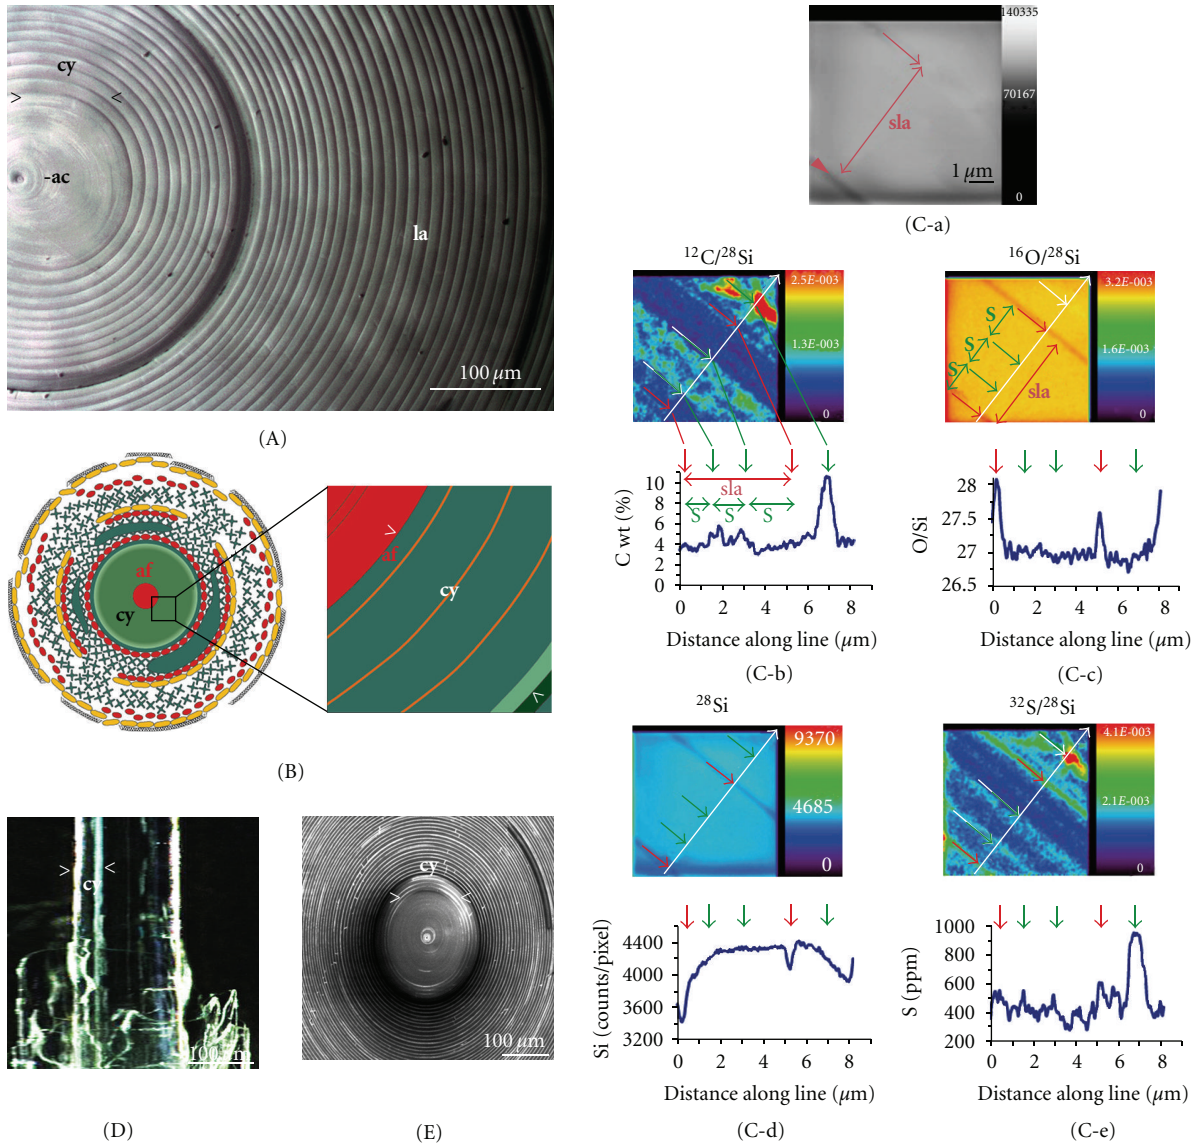 cy
> <
-ac
la
100 μm
(A)
140335
70167
0
sla
1 μm
(C-a)
af
cy
af
>
cy
<
(B)
12C/28Si
2.5E-003
1.3E-003
0
sla
S S S
C wt (%)
10
8
6
4
2
0
0 2 4 6 8
Distance along line (μm)
(C-b)
16O/28Si
3.2E-003
1.6E-003
0
S
S
S
sla
O/Si
28
27.5
27
26.5
0 2 4 6 8
Distance along line (μm)
(C-c)
> <
cy
100 μm
(D)
cy
> <
100 μm
(E)
28Si
9370
4685
0
Si (counts/pixel)
4400
4000
3600
3200
0 2 4 6 8
Distance along line (μm)
(C-d)
32S/28Si
4.1E-003
2.1E-003
0
S (ppm)
1000
800
600
400
200
0 2 4 6 8
Distance along line (μm)
(C-e)